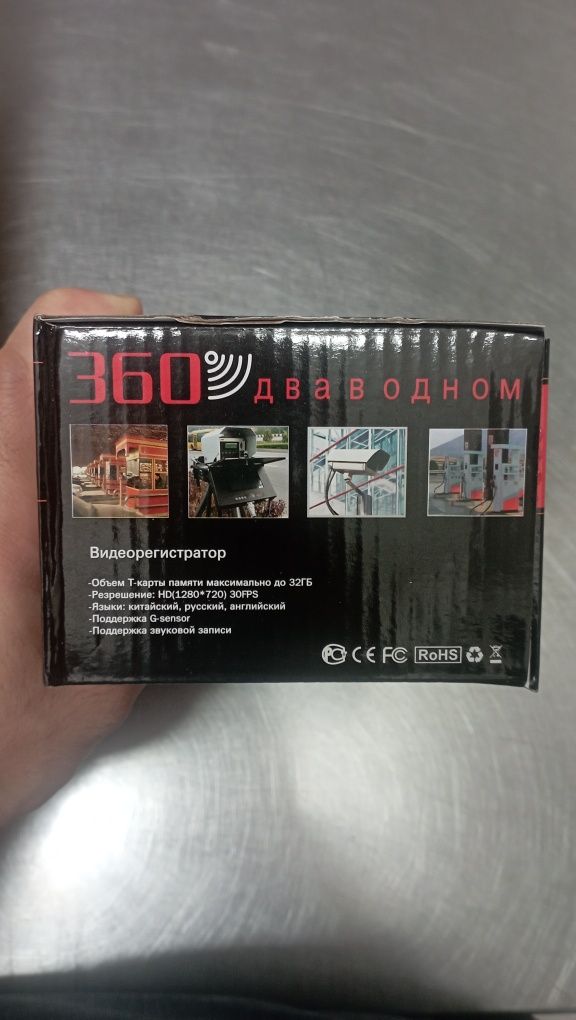 360 два в одном
Видеорегистратор
-Объем Т-карты памяти максимально до 32ГБ
-Резрешение: HD(1280*720) 30FPS
-Языки: китайский, русский, английский
-Поддержка G-sensor
-Поддержка звуковой записи
CE FC RoHS